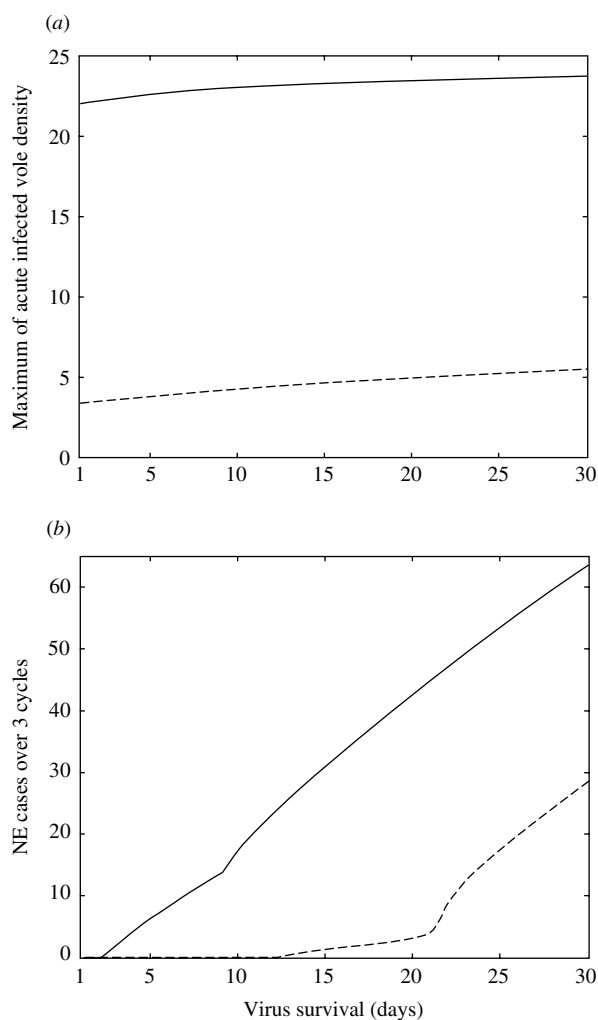 (a)
Maximum of acute infected vole density
25
20
15
10
5
0
1 5 10 15 20 25 30
(b)
NE cases over 3 cycles
60
50
40
30
20
10
0
1 5 10 15 20 25 30
Virus survival (days)